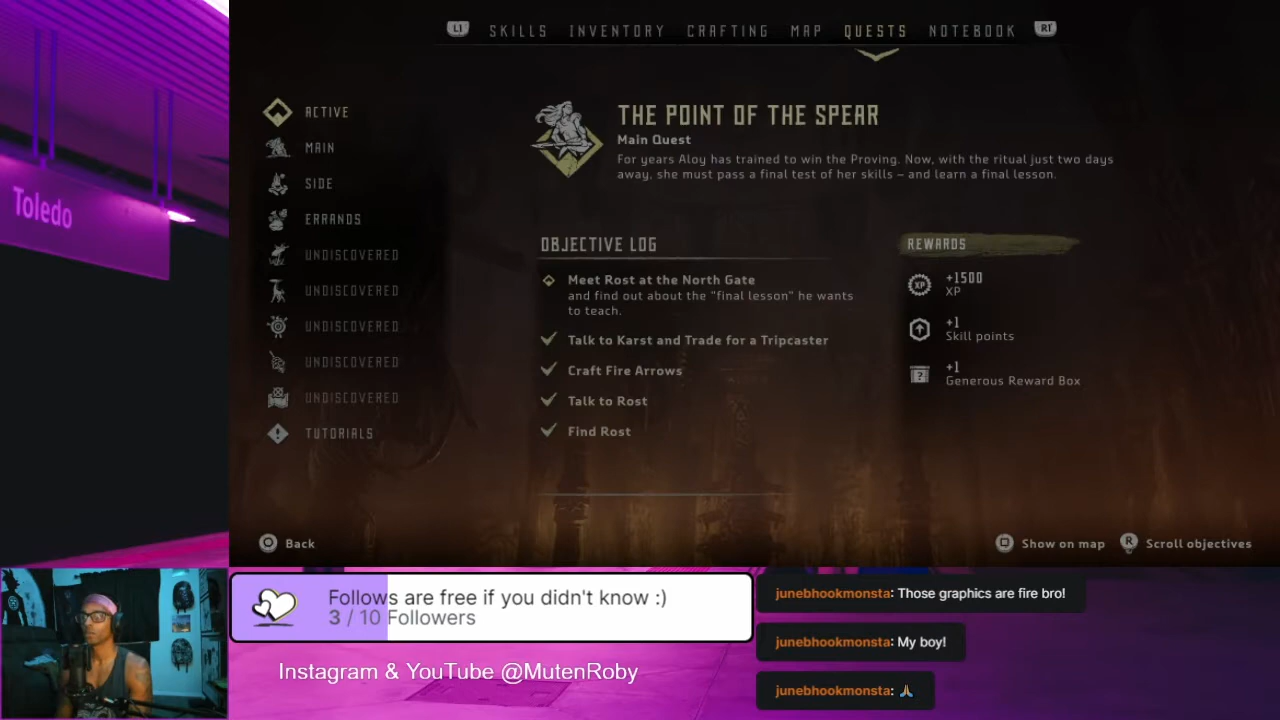 L1 SKILLS INVENTORY CRAFTING MAP QUESTS NOTEBOOK R1
ACTIVE
MAIN
SIDE
ERRANDS
UNDISCOVERED
UNDISCOVERED
UNDISCOVERED
UNDISCOVERED
UNDISCOVERED
TUTORIALS
THE POINT OF THE SPEAR
Main Quest
For years Aloy has trained to win the Proving. Now, with the ritual just two days
away, she must pass a final test of her skills – and learn a final lesson.
OBJECTIVE LOG
Meet Rost at the North Gate
and find out about the "final lesson" he wants
to teach.
Talk to Karst and Trade for a Tripcaster
Craft Fire Arrows
Talk to Rost
Find Rost
REWARDS
XP
+1500
XP
+1
Skill points
?
+1
Generous Reward Box
Back
Show on map
R Scroll objectives
Toledo
Follows are free if you didn't know :)
3 / 10 Followers
Instagram & YouTube @MutenRoby
junebhookmonsta: Those graphics are fire bro!
junebhookmonsta: My boy!
junebhookmonsta: 🙏🏽